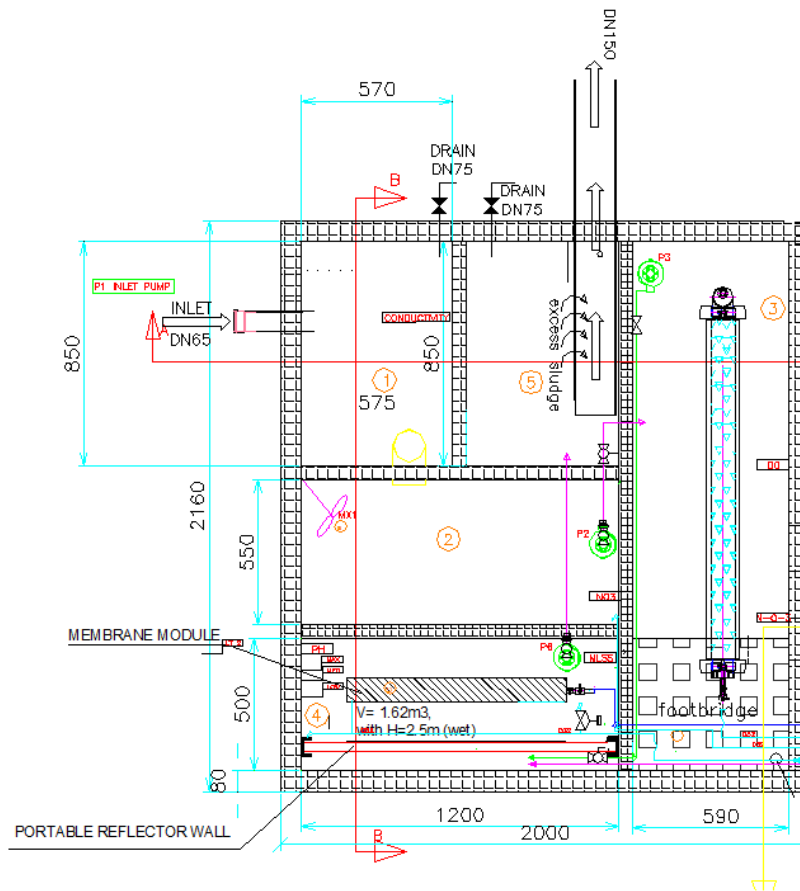 DN150
570
DRAIN
DN75
DRAIN
DN75
B
P3
P1 INLET PUMP
INLET
A
DN65
CONDUCTIVITY
3
850
1
850
5
excess sludge
575
DO
2160
MX1
2
P2
550
NO3
MEMBRANE MODULE
PH
P6
MLSS
500
4
V= 1.62m3,
with H=2.5m (wet)
footbridge
80
1200
590
2000
PORTABLE REFLECTOR WALL
B